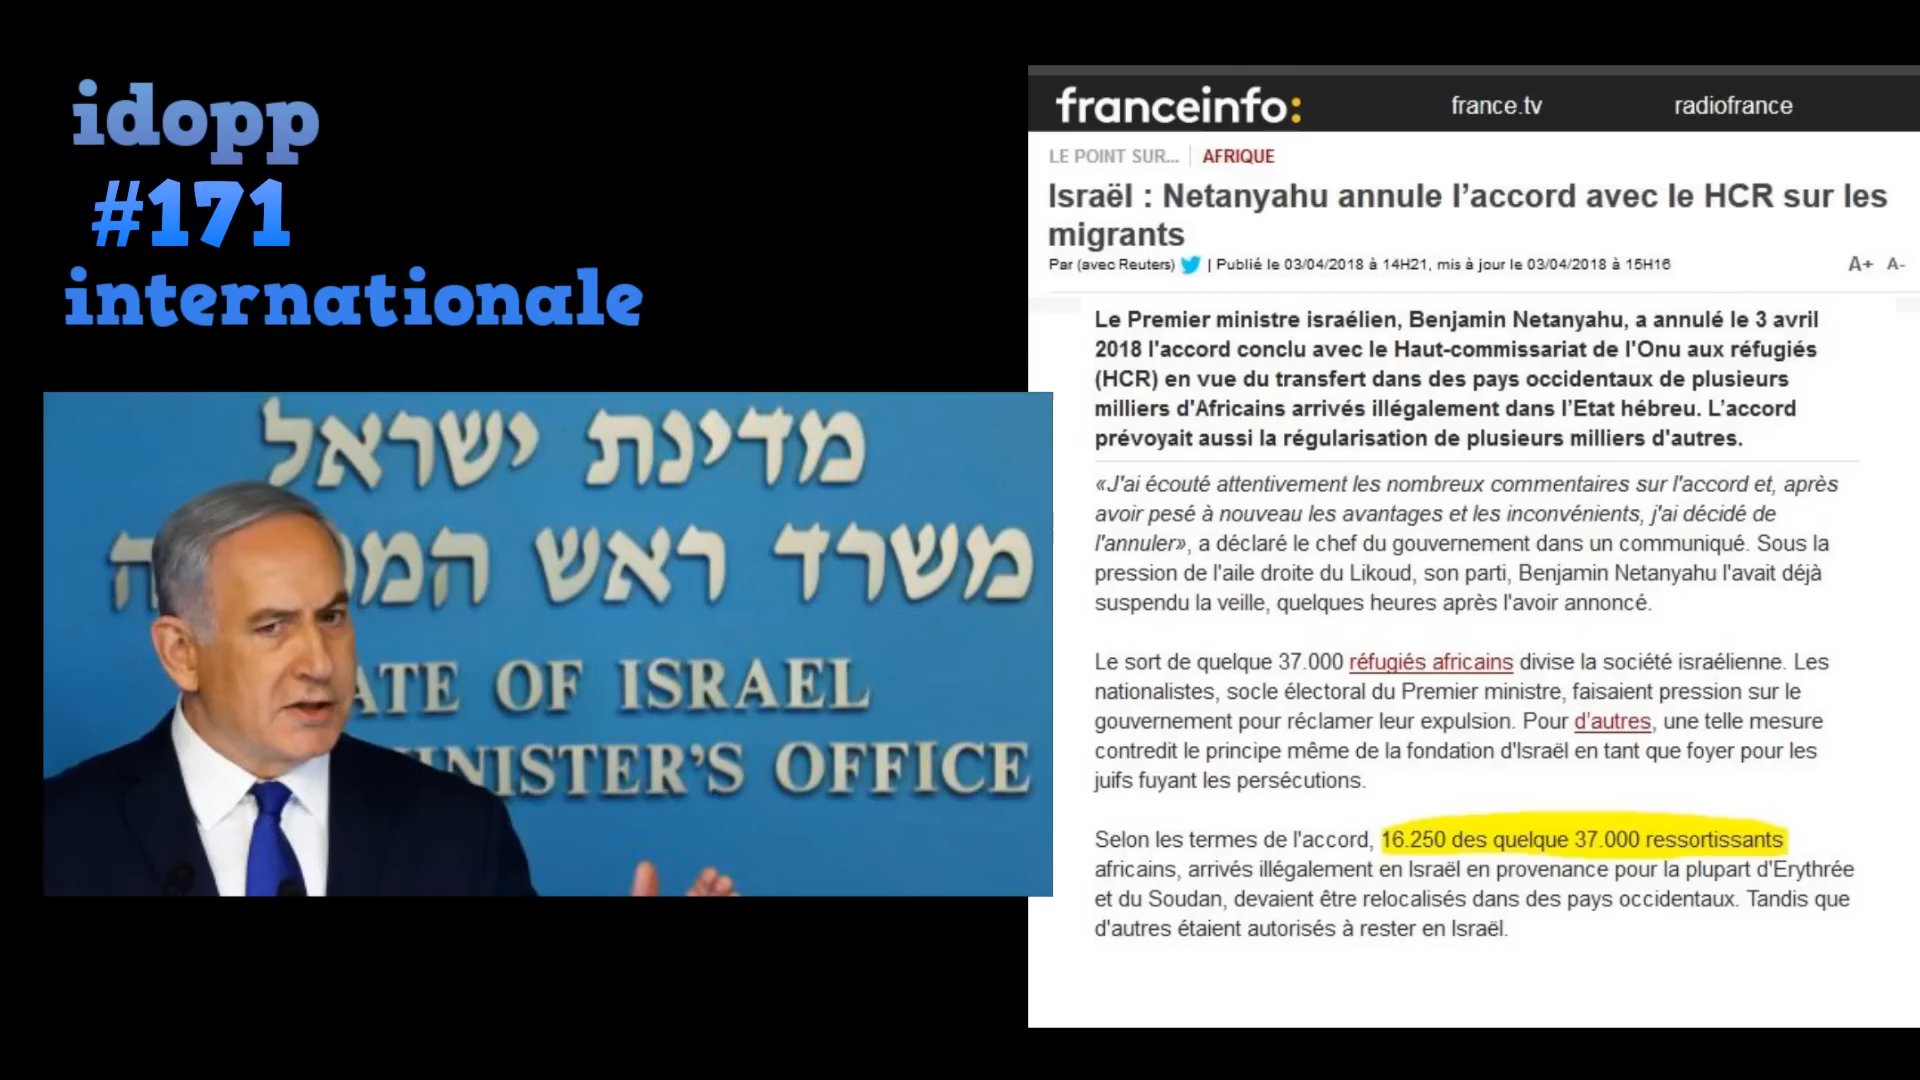 idopp
#171
internationale
מדינת ישראל
משרד ראש
ATE OF ISRAEL
INISTER'S OFFICE
franceinfo:
france.tv
radiofrance
LE POINT SUR... | AFRIQUE
Israël : Netanyahu annule l’accord avec le HCR sur les
migrants
Par (avec Reuters) | Publié le 03/04/2018 à 14H21, mis à jour le 03/04/2018 à 15H16
A+ A-
Le Premier ministre israélien, Benjamin Netanyahu, a annulé le 3 avril
2018 l'accord conclu avec le Haut-commissariat de l'Onu aux réfugiés
(HCR) en vue du transfert dans des pays occidentaux de plusieurs
milliers d'Africains arrivés illégalement dans l’Etat hébreu. L’accord
prévoyait aussi la régularisation de plusieurs milliers d'autres.
«J'ai écouté attentivement les nombreux commentaires sur l'accord et, après
avoir pesé à nouveau les avantages et les inconvénients, j'ai décidé de
l'annuler», a déclaré le chef du gouvernement dans un communiqué. Sous la
pression de l'aile droite du Likoud, son parti, Benjamin Netanyahu l'avait déjà
suspendu la veille, quelques heures après l'avoir annoncé.
Le sort de quelque 37.000 réfugiés africains divise la société israélienne. Les
nationalistes, socle électoral du Premier ministre, faisaient pression sur le
gouvernement pour réclamer leur expulsion. Pour d'autres, une telle mesure
contredit le principe même de la fondation d'Israël en tant que foyer pour les
juifs fuyant les persécutions.
Selon les termes de l'accord, 16.250 des quelque 37.000 ressortissants
africains, arrivés illégalement en Israël en provenance pour la plupart d'Erythrée
et du Soudan, devaient être relocalisés dans des pays occidentaux. Tandis que
d'autres étaient autorisés à rester en Israël.